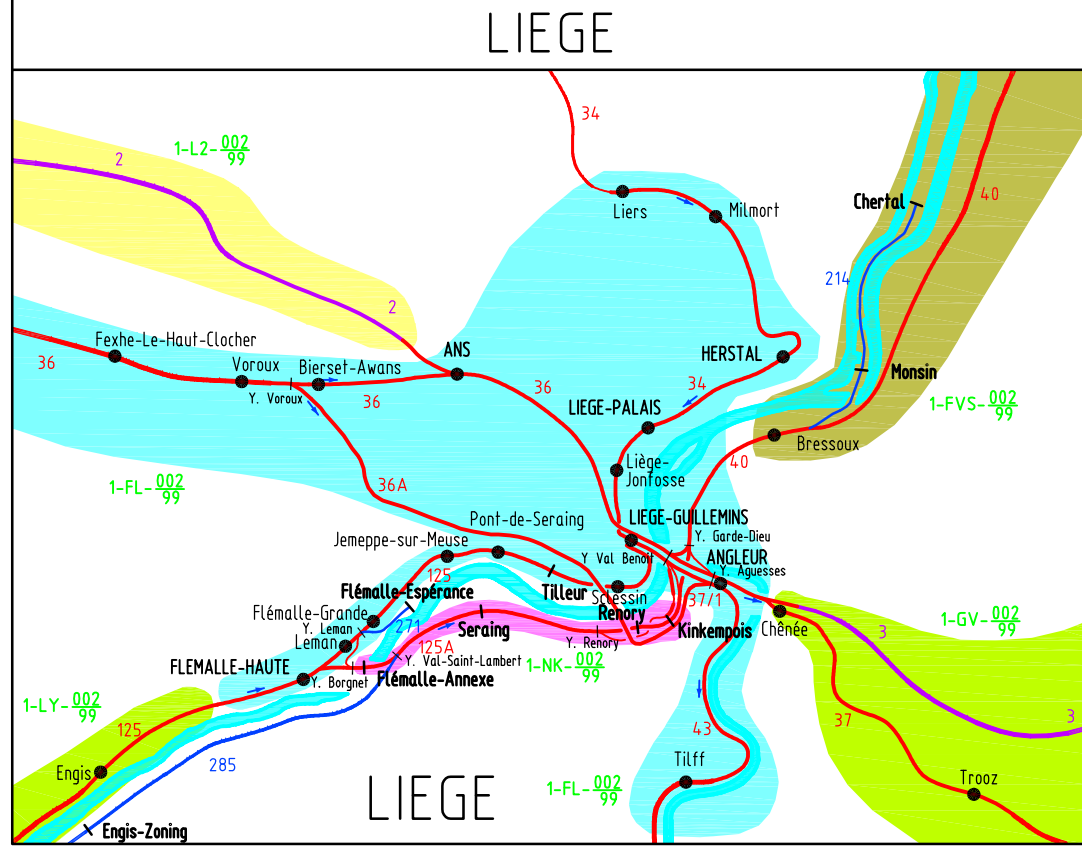 LIEGE
34
2
1-L2-002/99
40
Liers
Milmort
Chertal
214
2
Fexhe-Le-Haut-Clocher
36
Voroux
Bierset-Awans
ANS
HERSTAL
Y. Voroux
36
36
34
Monsin
LIEGE-PALAIS
1-FVS-002/99
Bressoux
Liège-
Jonfosse
40
1-FL-002/99
36A
Pont-de-Seraing
LIEGE-GUILLEMINS
Jemeppe-sur-Meuse
Y. Garde-Dieu
Y Val Benoit
ANGLEUR
Y. Aguesses
125
Flémalle-Espérance
Tilleur
Sclessin
37/1
Flémalle-Grande
Renory
Y. Leman
271
Seraing
Kinkempois
Chênée
1-GV-002/99
Leman
125A
Y. Renory
3
FLEMALLE-HAUTE
Y. Val-Saint-Lambert
1-NK-002/99
Y. Borgnet
Flémalle-Annexe
1-LY-002/99
125
43
37
3
285
Tilff
Engis
1-FL-002/99
Trooz
LIEGE
Engis-Zoning